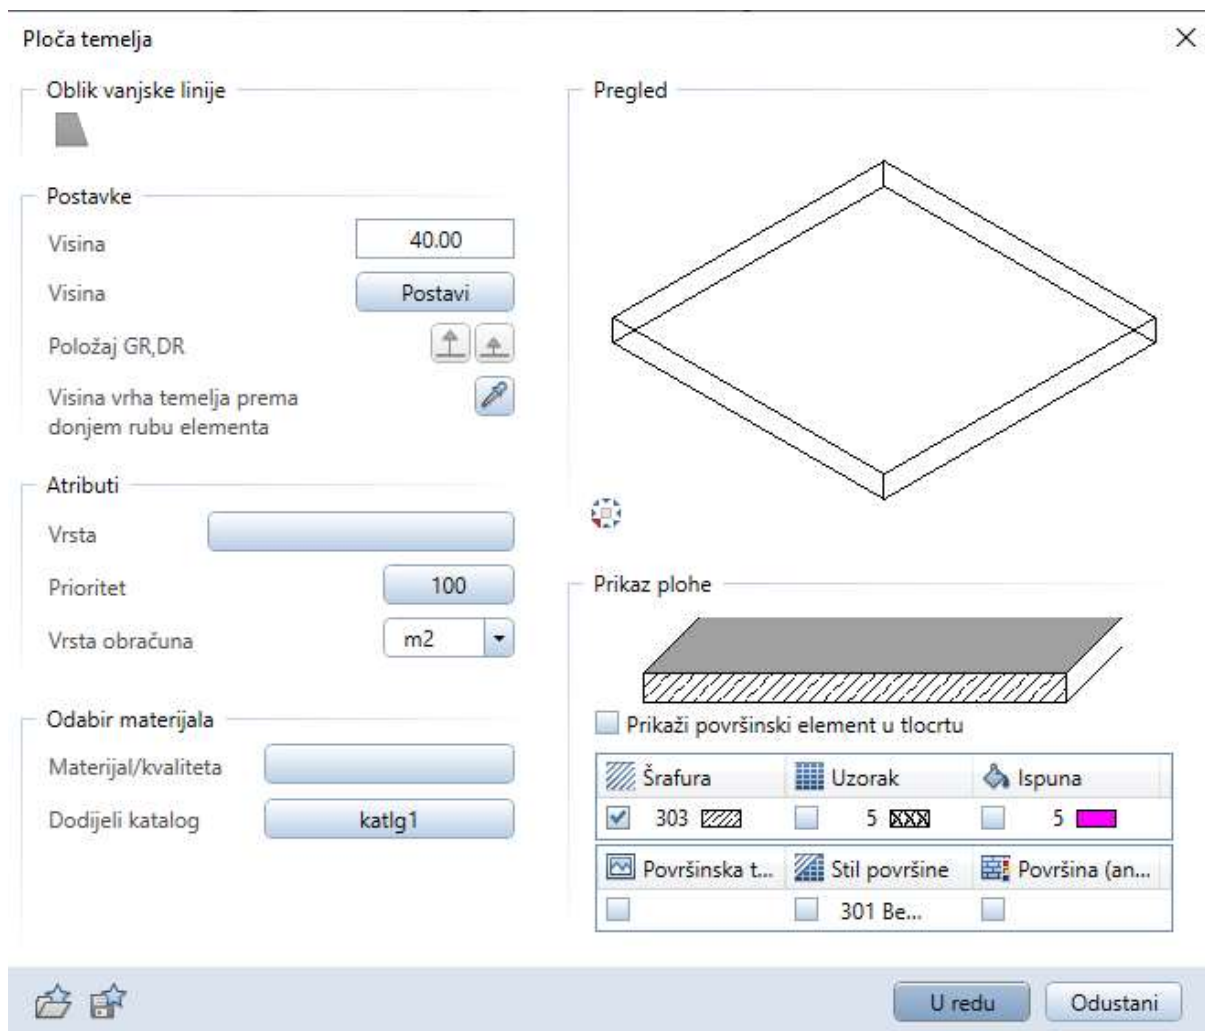 Ploča temelja
Oblik vanjske linije
Postavke
Visina 40.00
Visina Postavi
Položaj GR,DR
Visina vrha temelja prema
donjem rubu elementa
Atributi
Vrsta
Prioritet 100
Vrsta obračuna m2
Odabir materijala
Materijal/kvaliteta
Dodijeli katalog katlg1
Pregled
Prikaz plohe
Prikaži površinski element u tlocrtu
Šrafura Uzorak Ispuna
303 5 5
Površinska t... Stil površine Površina (an...
301 Be...
U redu Odustani